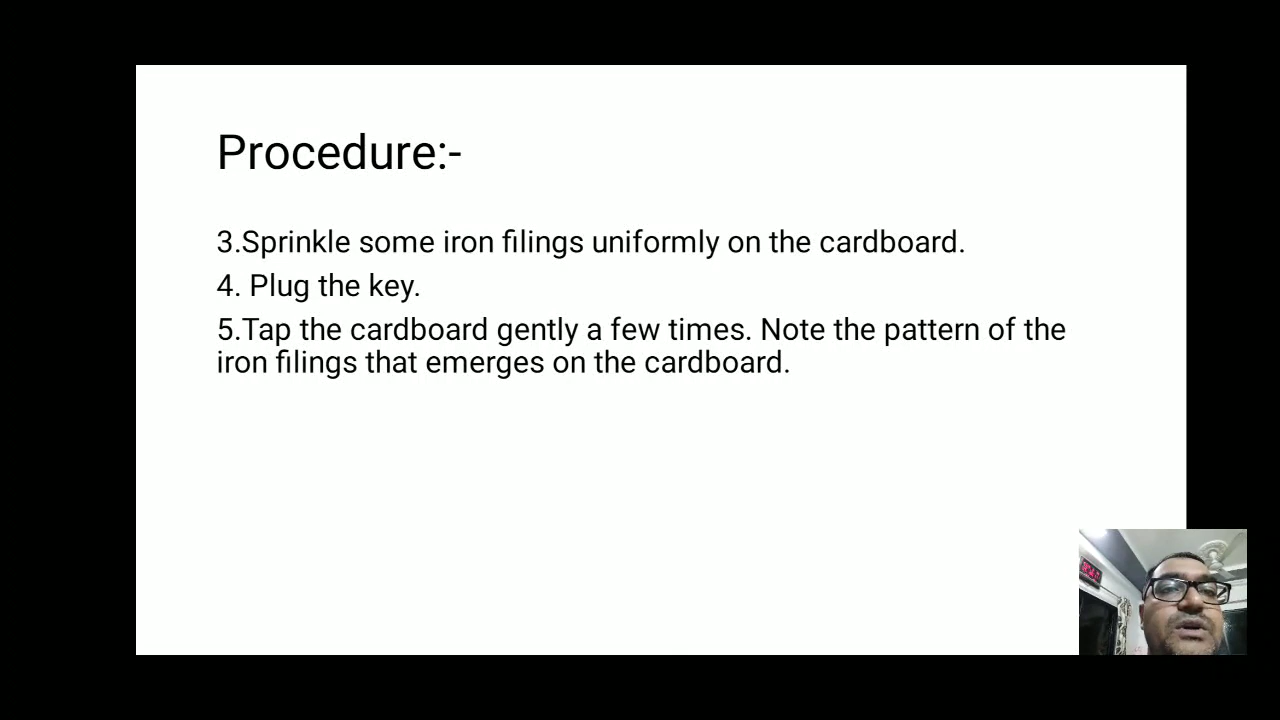 Procedure:-
3.Sprinkle some iron filings uniformly on the cardboard.
4. Plug the key.
5.Tap the cardboard gently a few times. Note the pattern of the
iron filings that emerges on the cardboard.